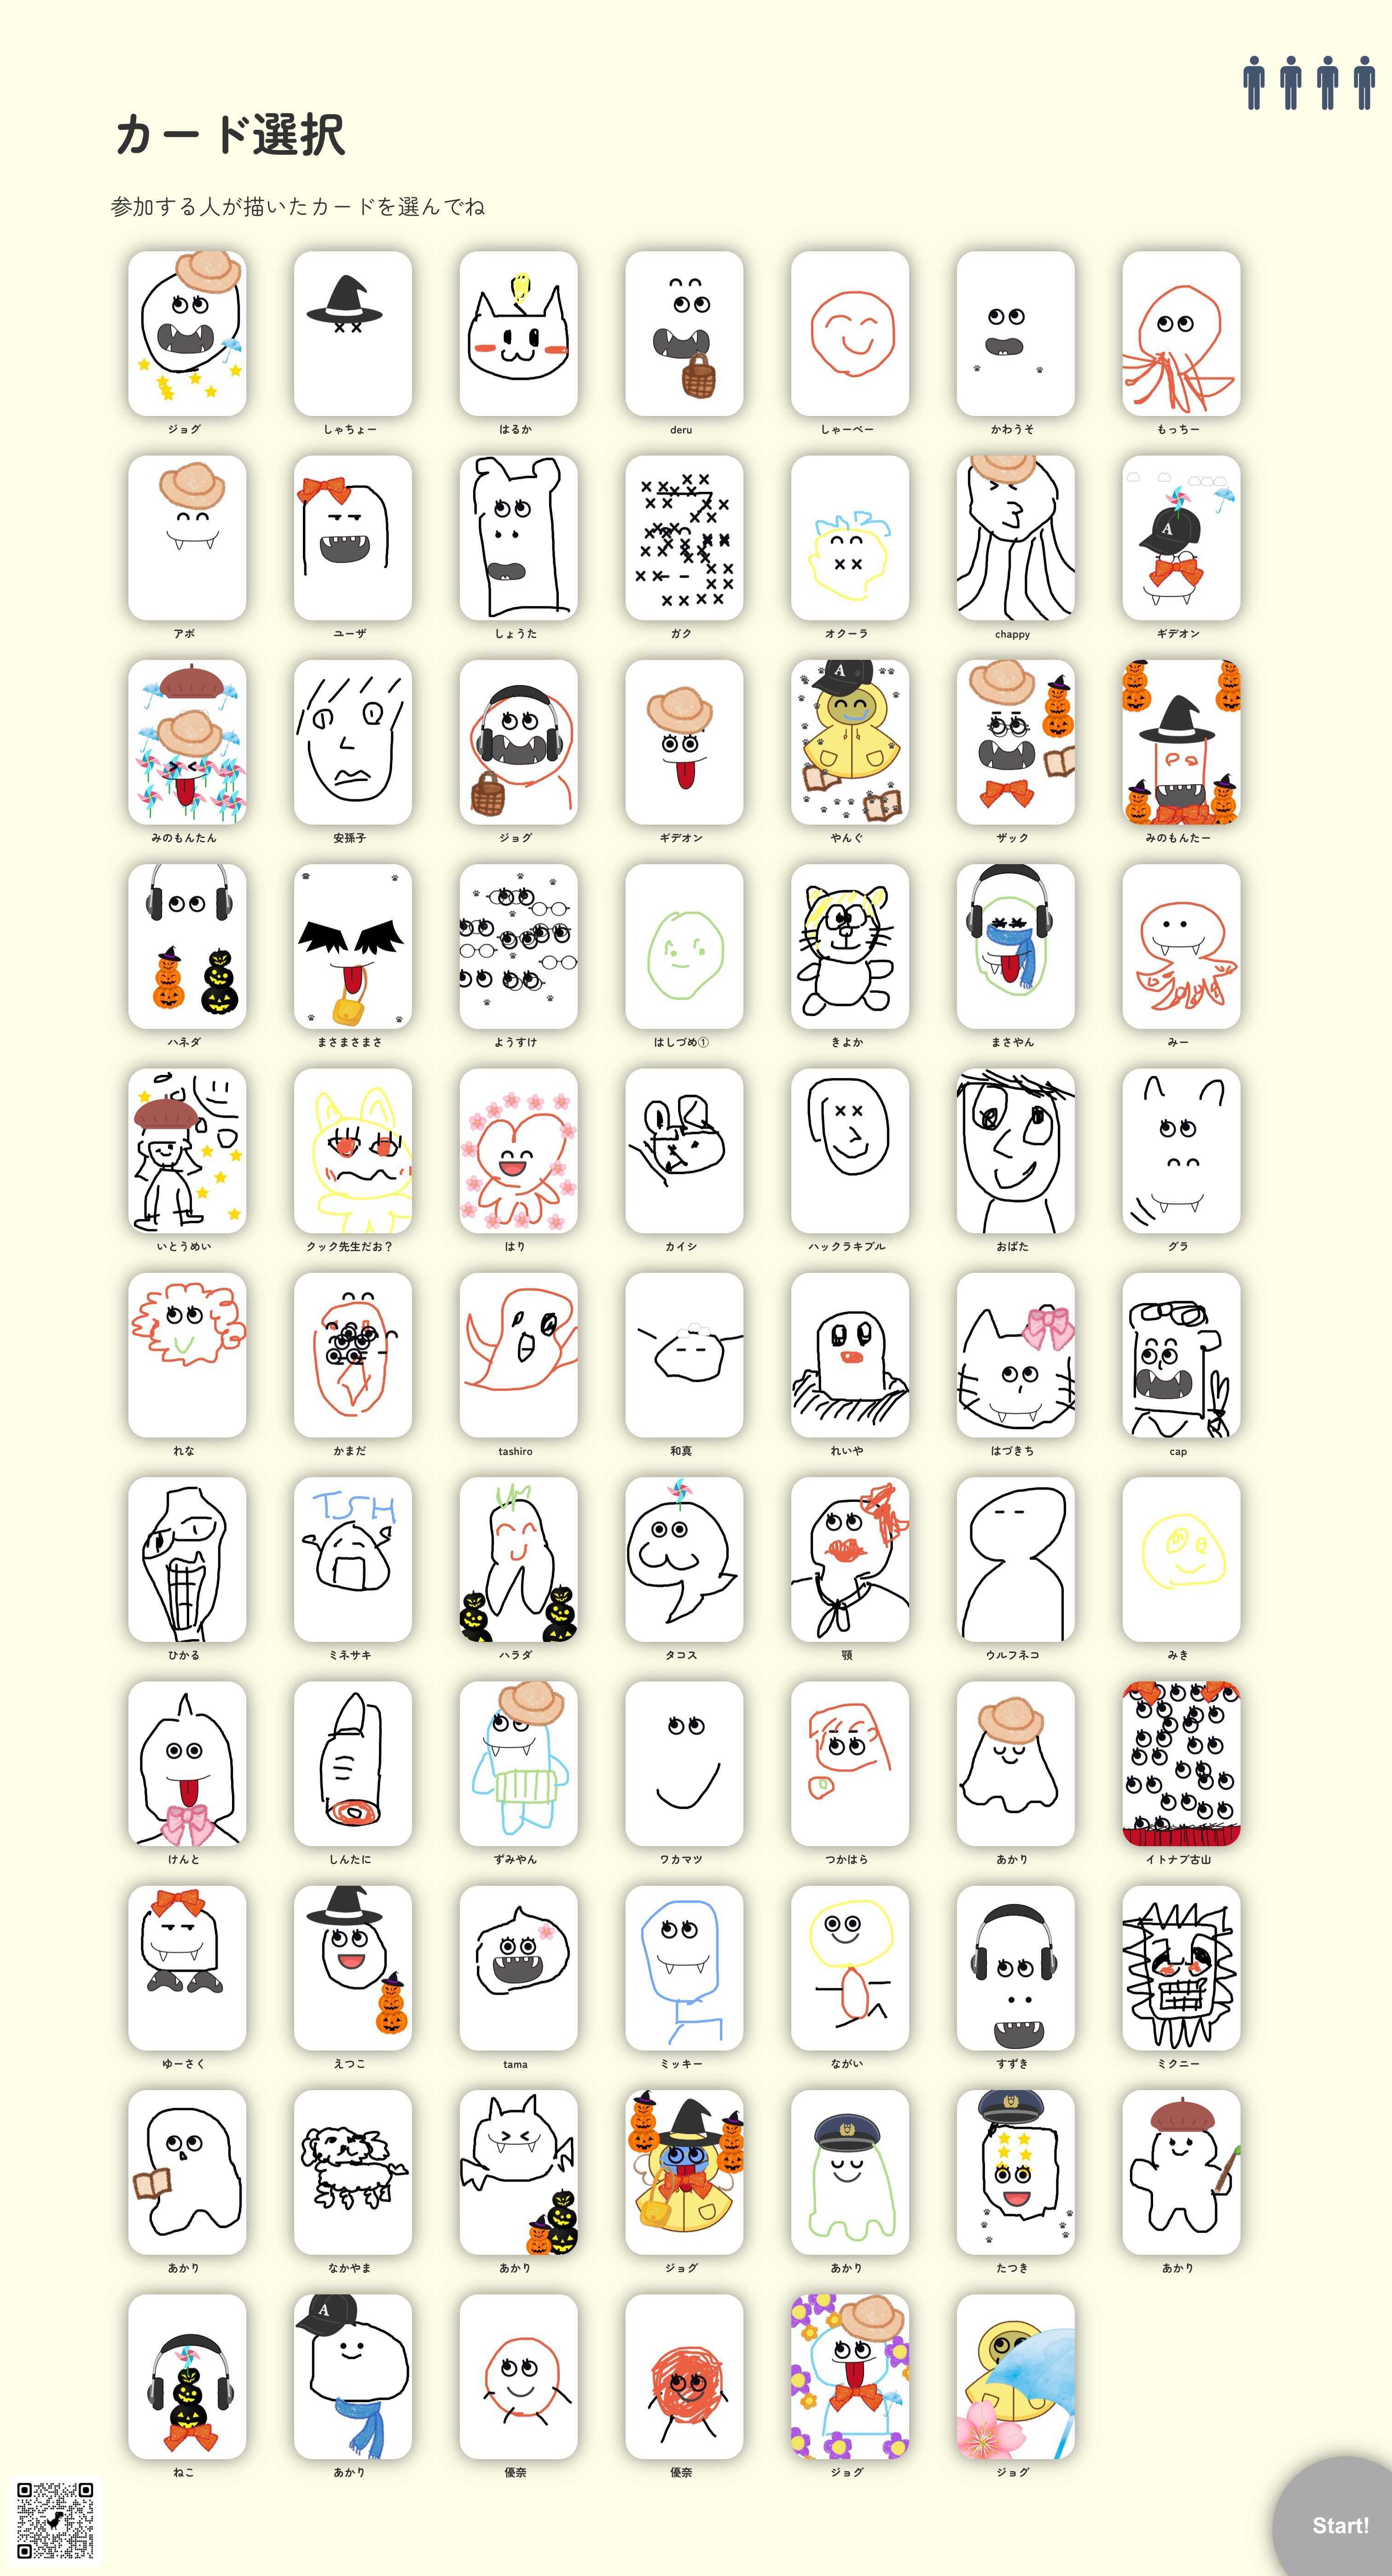 カード選択
参加する人が描いたカードを選んでね
ジョグ しゃちょー はるか deru しゃーべー かわうそ もっちー
A
アボ ユーザ しょうた ガク オクーラ chappy ギデオン
A
みのもんたん 安孫子 ジョグ ギデオン やんぐ ザック みのもんたー
ハネダ まさまさまさ ようすけ はしづめ① きよか まさやん みー
いとうめい クック先生だお？ はり カイシ ハックラキブル おばた グラ
れな かまだ tashiro 和真 れいや はづきち cap
TSH
ひかる ミネサキ ハラダ タコス 顎 ウルフネコ みき
けんと しんたに ずみやん ワカマツ つかはら あかり イトナブ古山
ゆーさく えつこ tama ミッキー ながい すずき ミクニー
あかり なかやま あかり ジョグ あかり たつき あかり
A
ねこ あかり 優奈 優奈 ジョグ ジョグ
Start!